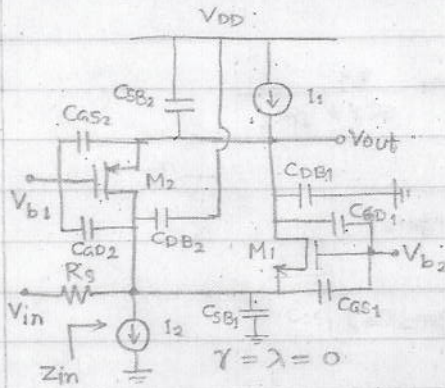 VDD
CSB2
I1
CGS2
Vout
M2
CDB1
Vb1
CGD1
CGD2
CDB2
M1
Vb2
RS
Vin
I2
CSB1
CGS1
Zin
γ = λ = 0